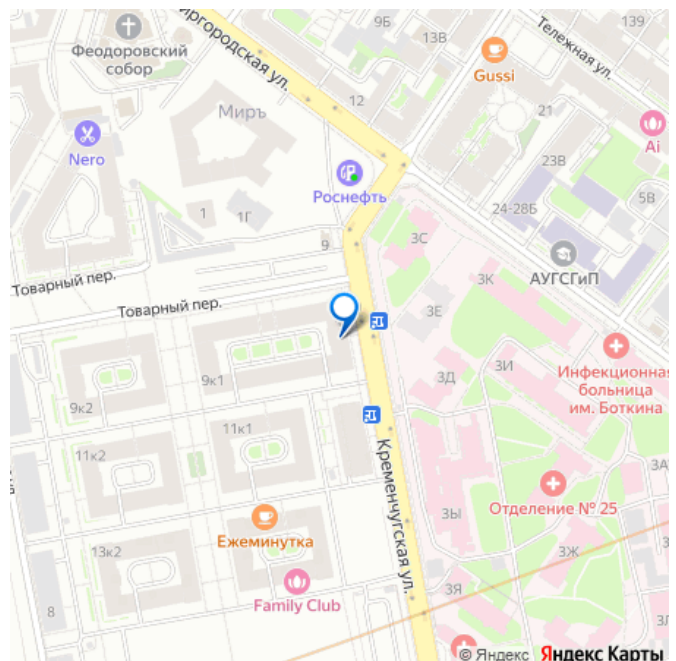 9Б
139
13В
Тележная ул.
Феодоровский
собор
Gussi
12
Миръ
21
Nero
Ai
Роснефть
23В
24-28Б
5В
1
1Г
9
3С
АУГСГиП
3К
Товарный пер.
Товарный пер.
3Е
3И
3Д
Инфекционная
больница
им. Боткина
9к1
9к2
11к1
11к2
Кременчугская ул.
Отделение № 25
3Ы
Ежеминутка
13к2
3Ж
3Я
8
Family Club
© Яндекс Яндекс Карты